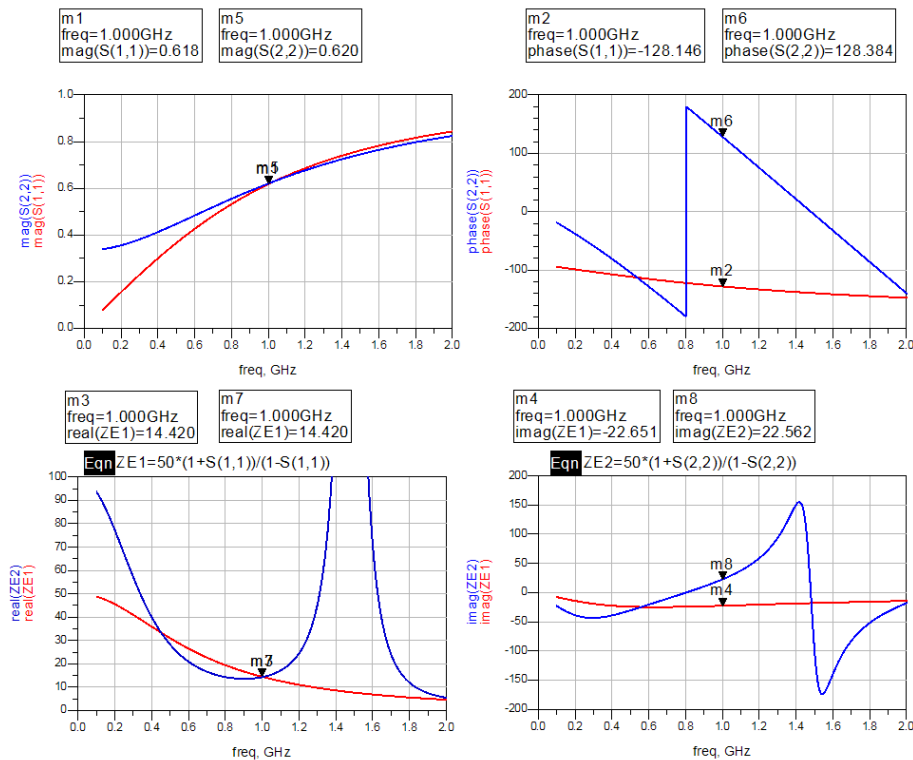 m1
freq=1.000GHz
mag(S(1,1))=0.618
m5
freq=1.000GHz
mag(S(2,2))=0.620
m2
freq=1.000GHz
phase(S(1,1))=-128.146
m6
freq=1.000GHz
phase(S(2,2))=128.384
mag(S(2,2))
mag(S(1,1))
1.0
0.8
0.6
0.4
0.2
0.0
m5
0.0 0.2 0.4 0.6 0.8 1.0 1.2 1.4 1.6 1.8 2.0
freq, GHz
phase(S(2,2))
phase(S(1,1))
200
100
0
-100
-200
m6
m2
0.0 0.2 0.4 0.6 0.8 1.0 1.2 1.4 1.6 1.8 2.0
freq, GHz
m3
freq=1.000GHz
real(ZE1)=14.420
m7
freq=1.000GHz
real(ZE1)=14.420
m4
freq=1.000GHz
imag(ZE1)=-22.651
m8
freq=1.000GHz
imag(ZE2)=22.562
Eqn ZE1=50*(1+S(1,1))/(1-S(1,1))
real(ZE2)
real(ZE1)
100
90
80
70
60
50
40
30
20
10
0
0.0 0.2 0.4 0.6 0.8 1.0 1.2 1.4 1.6 1.8 2.0
freq, GHz
Eqn ZE2=50*(1+S(2,2))/(1-S(2,2))
imag(ZE2)
imag(ZE1)
200
150
100
50
0
-50
-100
-150
-200
m8
m4
0.0 0.2 0.4 0.6 0.8 1.0 1.2 1.4 1.6 1.8 2.0
freq, GHz